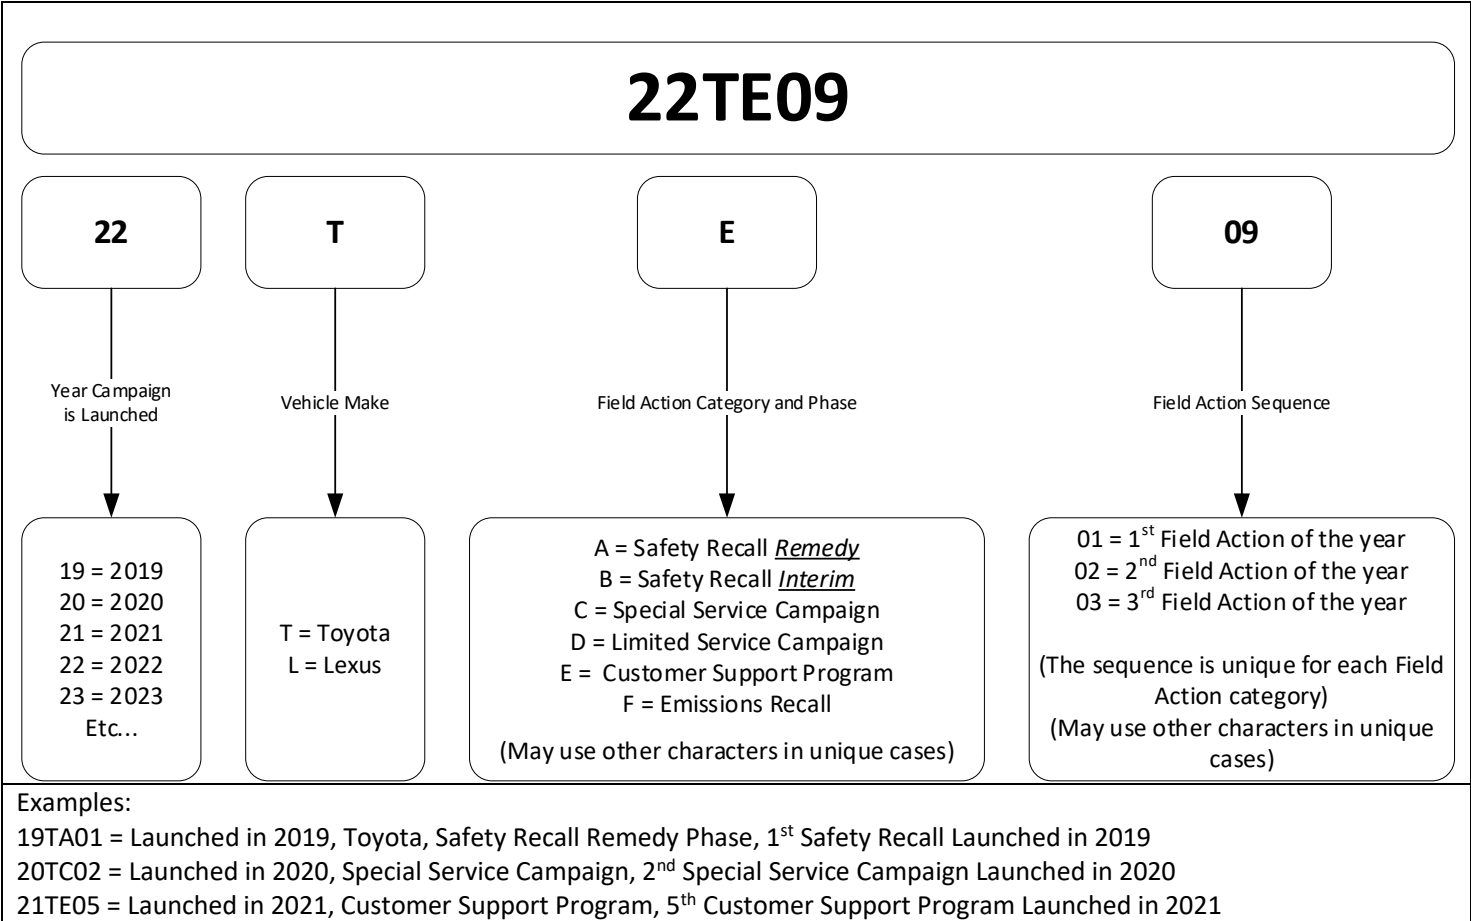 22TE09
22
T
E
09
Year Campaign
is Launched
Vehicle Make
Field Action Category and Phase
Field Action Sequence
19 = 2019
20 = 2020
21 = 2021
22 = 2022
23 = 2023
Etc...
T = Toyota
L = Lexus
A = Safety Recall Remedy
B = Safety Recall Interim
C = Special Service Campaign
D = Limited Service Campaign
E =  Customer Support Program
F = Emissions Recall
(May use other characters in unique cases)
01 = 1st Field Action of the year
02 = 2nd Field Action of the year
03 = 3rd Field Action of the year
(The sequence is unique for each Field
Action category)
(May use other characters in unique
cases)
Examples:
19TA01 = Launched in 2019, Toyota, Safety Recall Remedy Phase, 1st Safety Recall Launched in 2019
20TC02 = Launched in 2020, Special Service Campaign, 2nd Special Service Campaign Launched in 2020
21TE05 = Launched in 2021, Customer Support Program, 5th Customer Support Program Launched in 2021